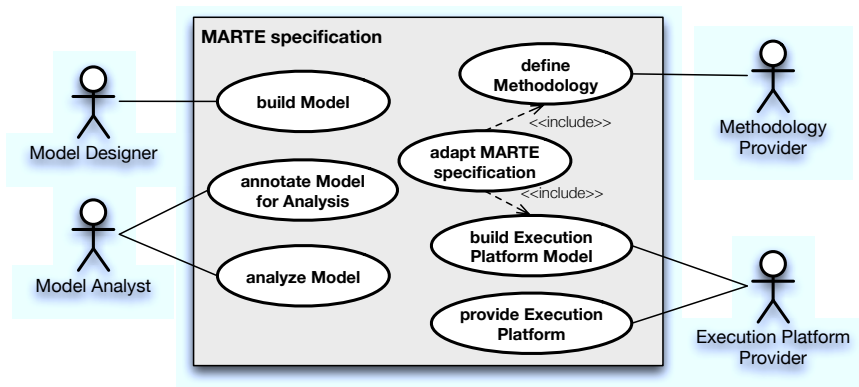 MARTE specification
define
Methodology
build Model
<<include>>
Methodology
Provider
Model Designer
adapt MARTE
specification
annotate Model
for Analysis
<<include>>
build Execution
Platform Model
analyze Model
Model Analyst
provide Execution
Platform
Execution Platform
Provider